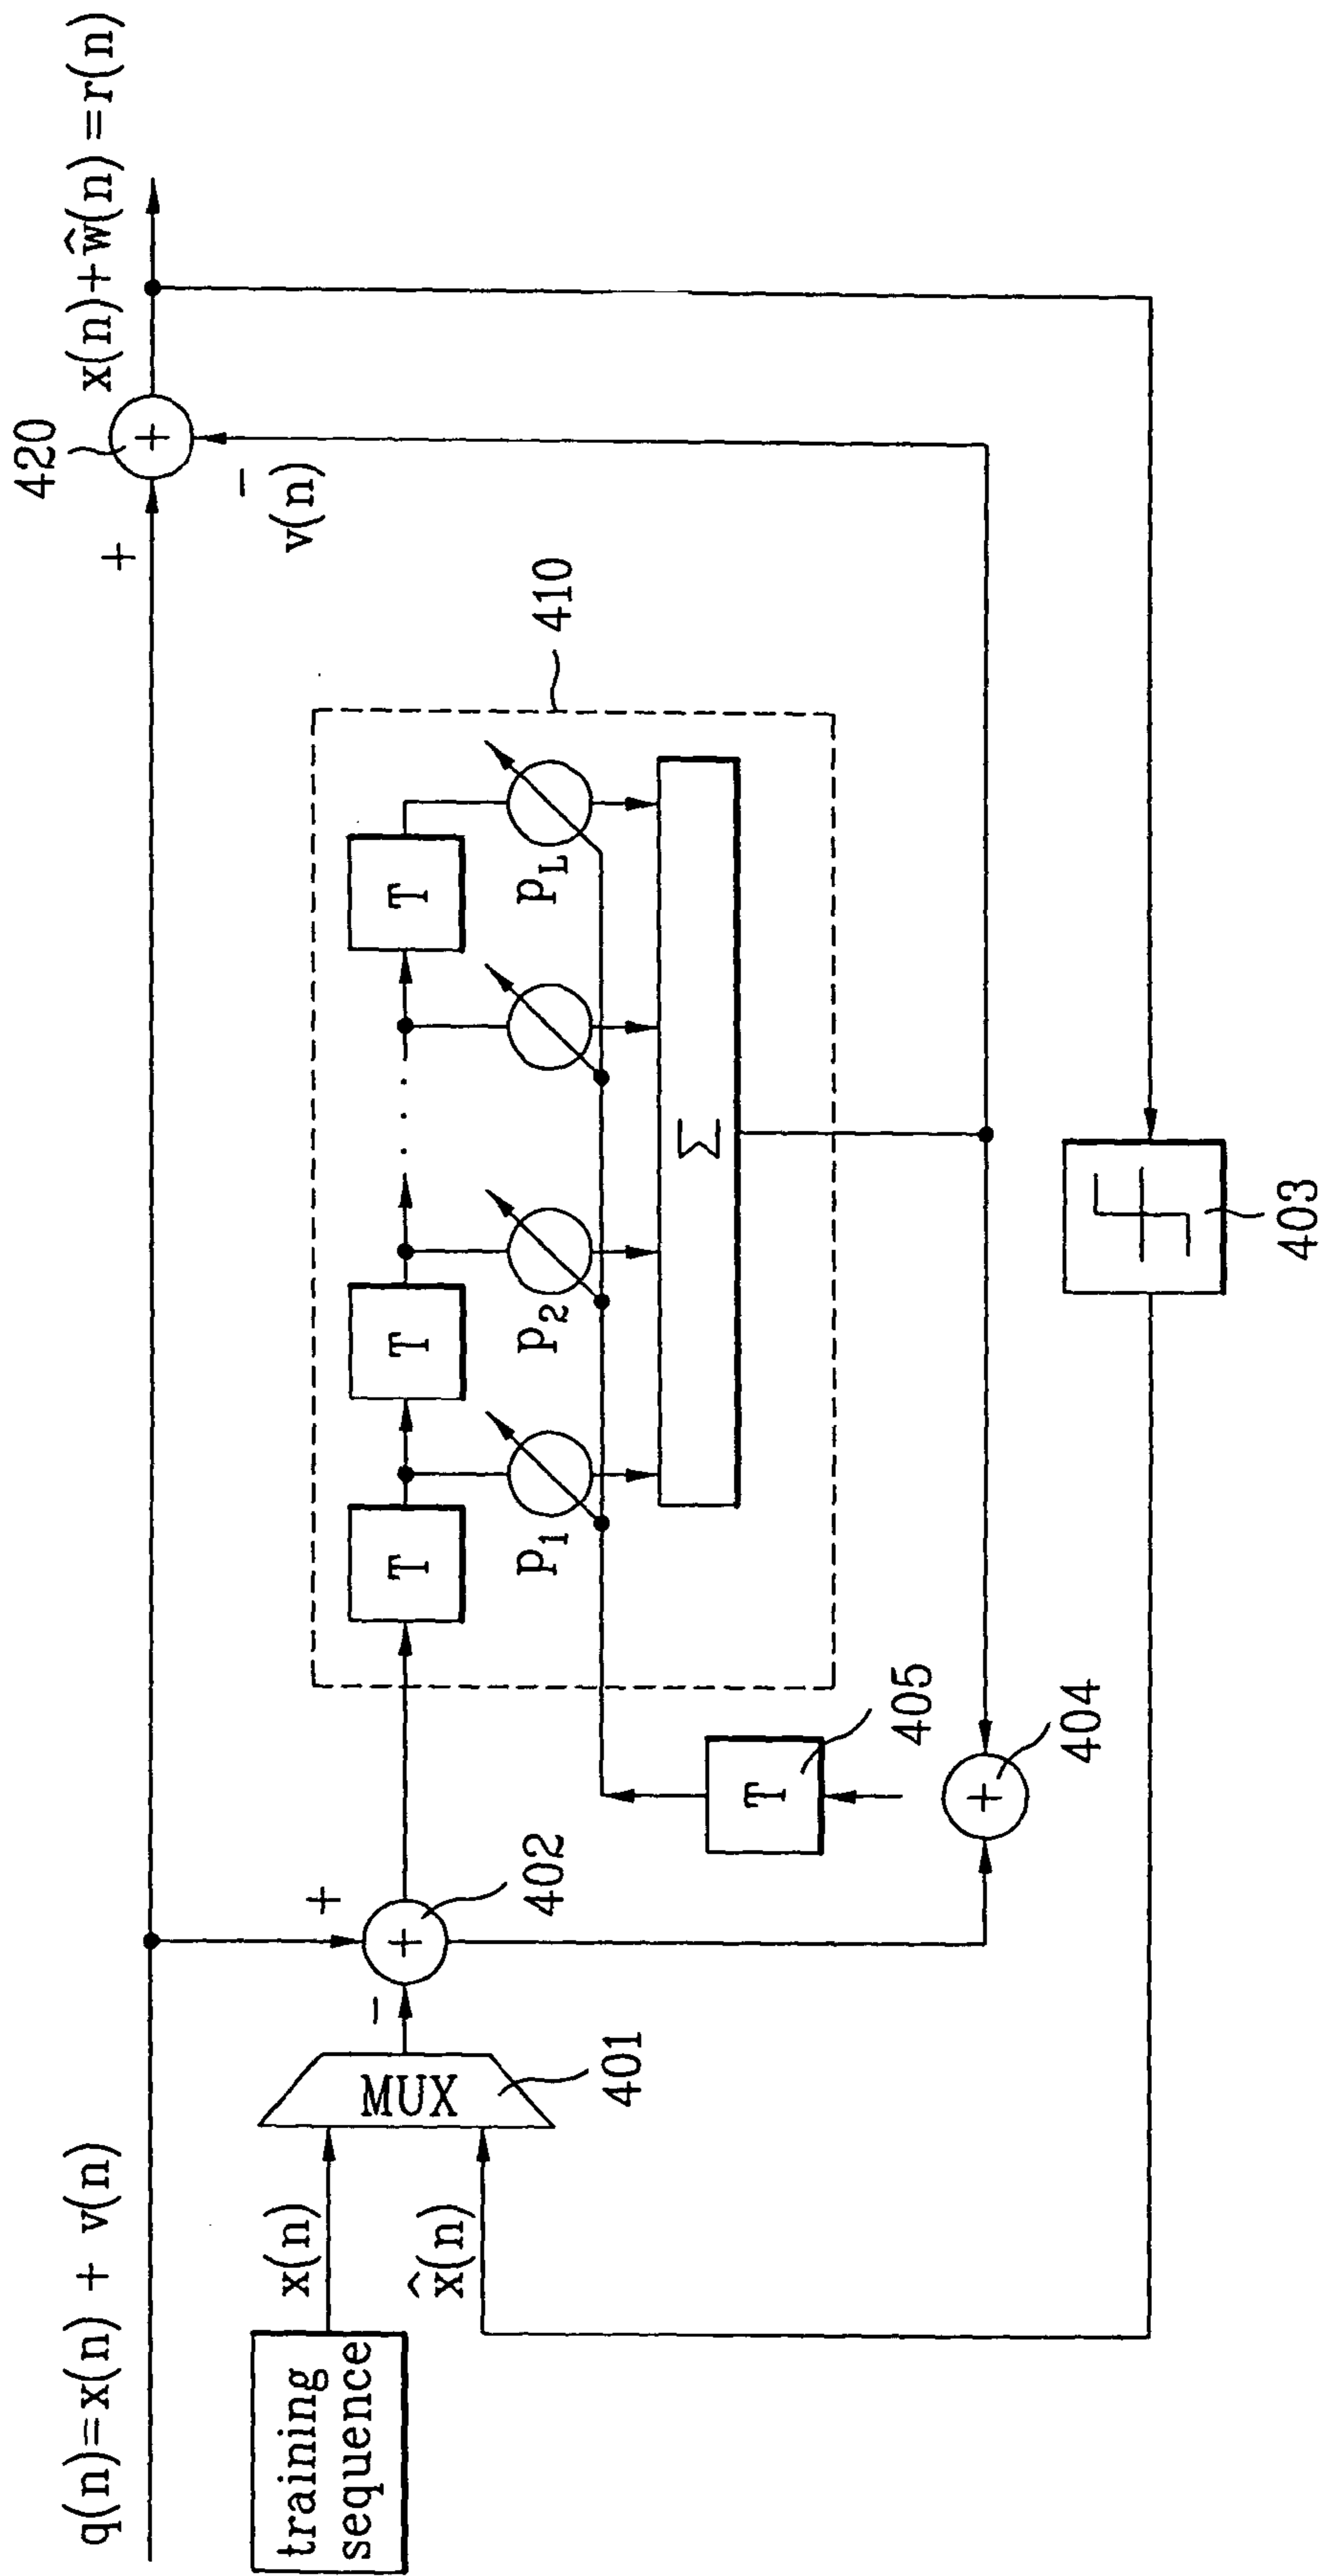 q(n)=x(n) + v(n)
x(n)+ŵ(n)=r(n)
420
+
+
−
v(n)
410
training
sequence
x(n)
x̂(n)
MUX
401
−
+
+
402
T
T
. . .
T
p1
p2
pL
Σ
T
405
+
404
403